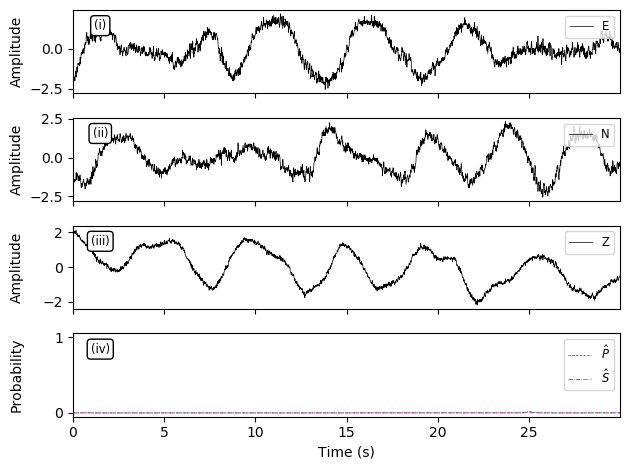 Amplitude
0.0
−2.5
(i)
E
Amplitude
2.5
0.0
−2.5
(ii)
N
Amplitude
2
0
−2
(iii)
Z
Probability
1
0
(iv)
P̂
Ŝ
0 5 10 15 20 25
Time (s)